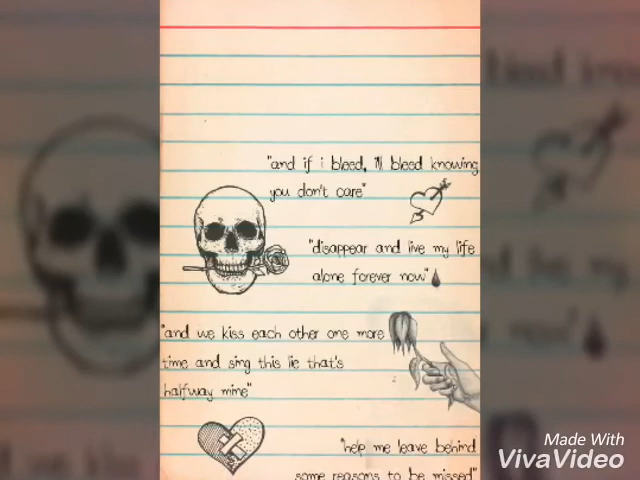 "and if i bleed, i'll bleed knowing
you don't care"
"disappear and live my life
alone forever now"
"and we kiss each other one more
time and sing this lie that's
halfway mine"
"help me leave behind
some reasons to be missed"
Made With
VivaVideo